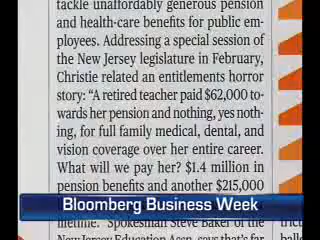 tackle unaffordably generous pension
and health-care benefits for public em-
ployees. Addressing a special session of
the New Jersey legislature in February,
Christie related an entitlements horror
story: “A retired teacher paid $62,000 to-
wards her pension and nothing, yes noth-
ing, for full family medical, dental, and
vision coverage over her entire career.
What will we pay her? $1.4 million in
pension benefits and another $215,000
Bloomberg Business Week
lifetime.” Spokesman Steve Baker of the
New Jersey Education Assn. says that’s far